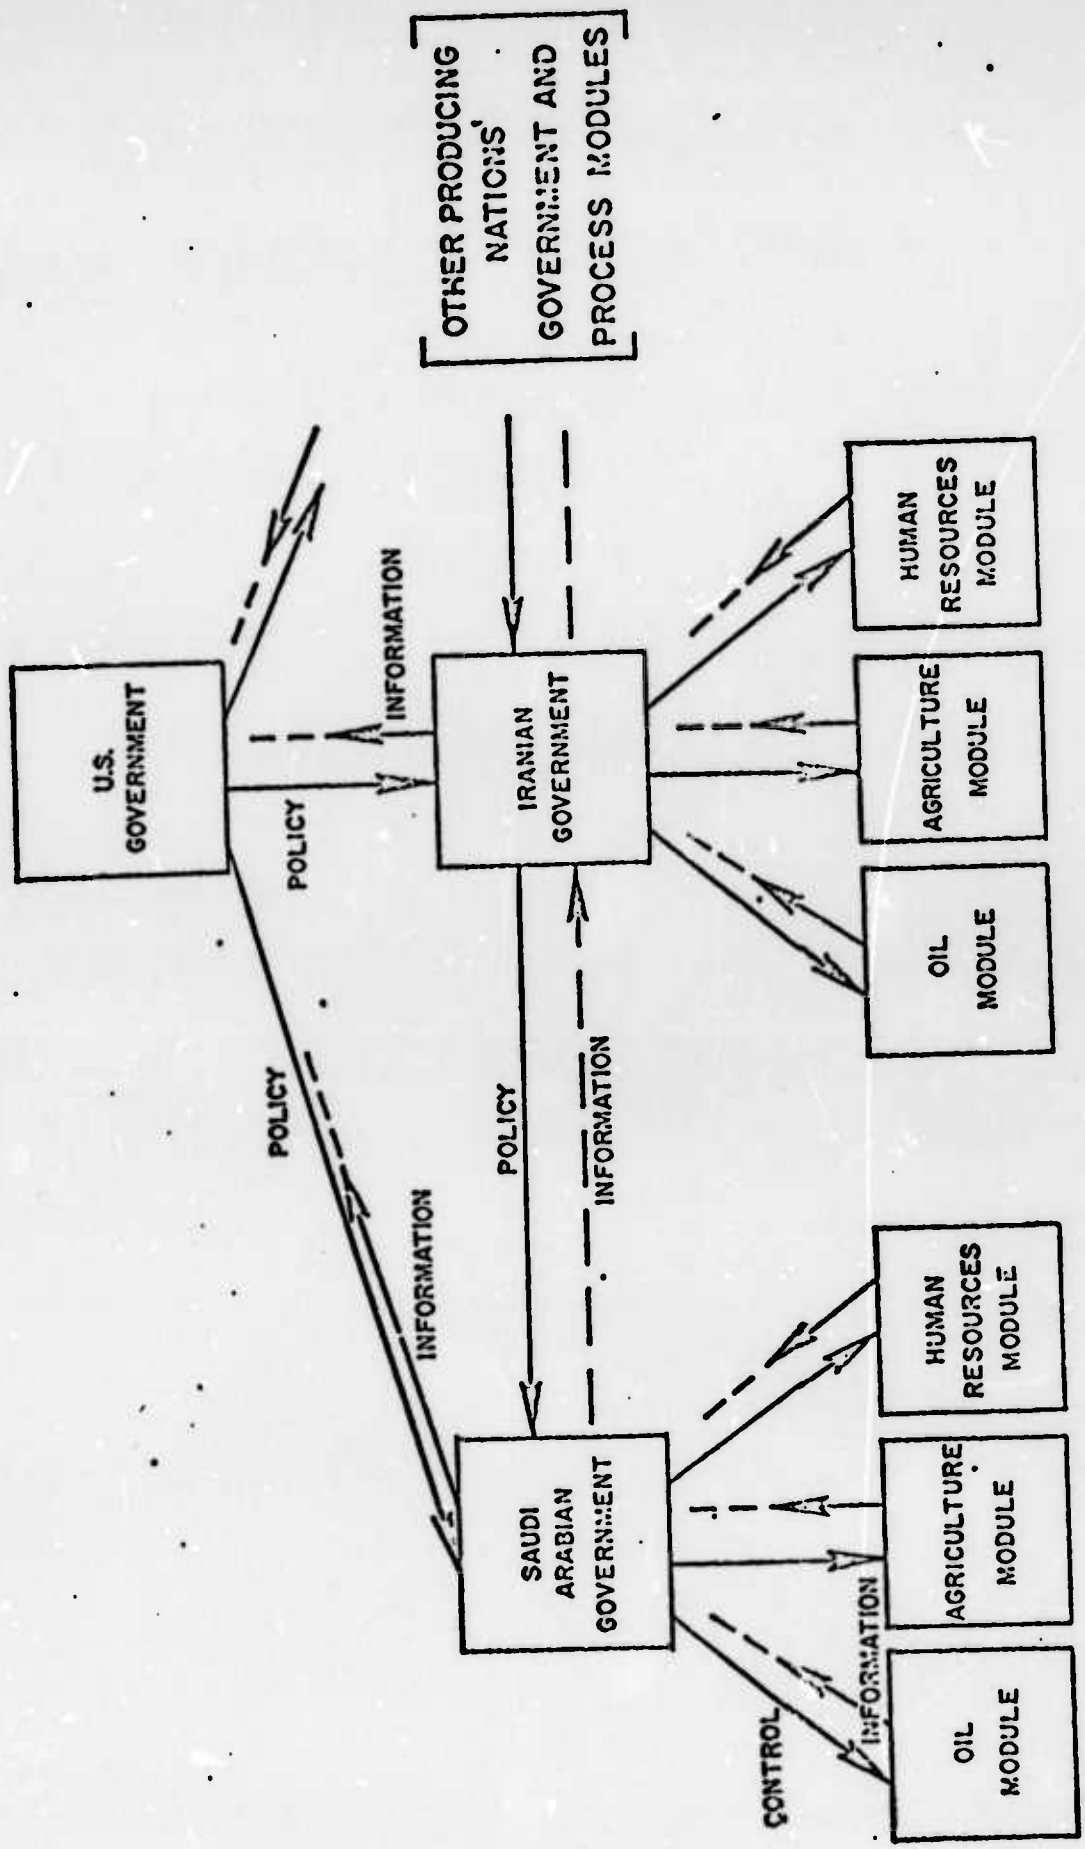 U.S.
GOVERNMENT
POLICY
POLICY
INFORMATION
INFORMATION
OTHER PRODUCING
NATIONS'
GOVERNMENT AND
PROCESS MODULES
SAUDI
ARABIAN
GOVERNMENT
POLICY
INFORMATION
IRANIAN
GOVERNMENT
CONTROL
INFORMATION
OIL
MODULE
AGRICULTURE
MODULE
HUMAN
RESOURCES
MODULE
OIL
MODULE
AGRICULTURE
MODULE
HUMAN
RESOURCES
MODULE